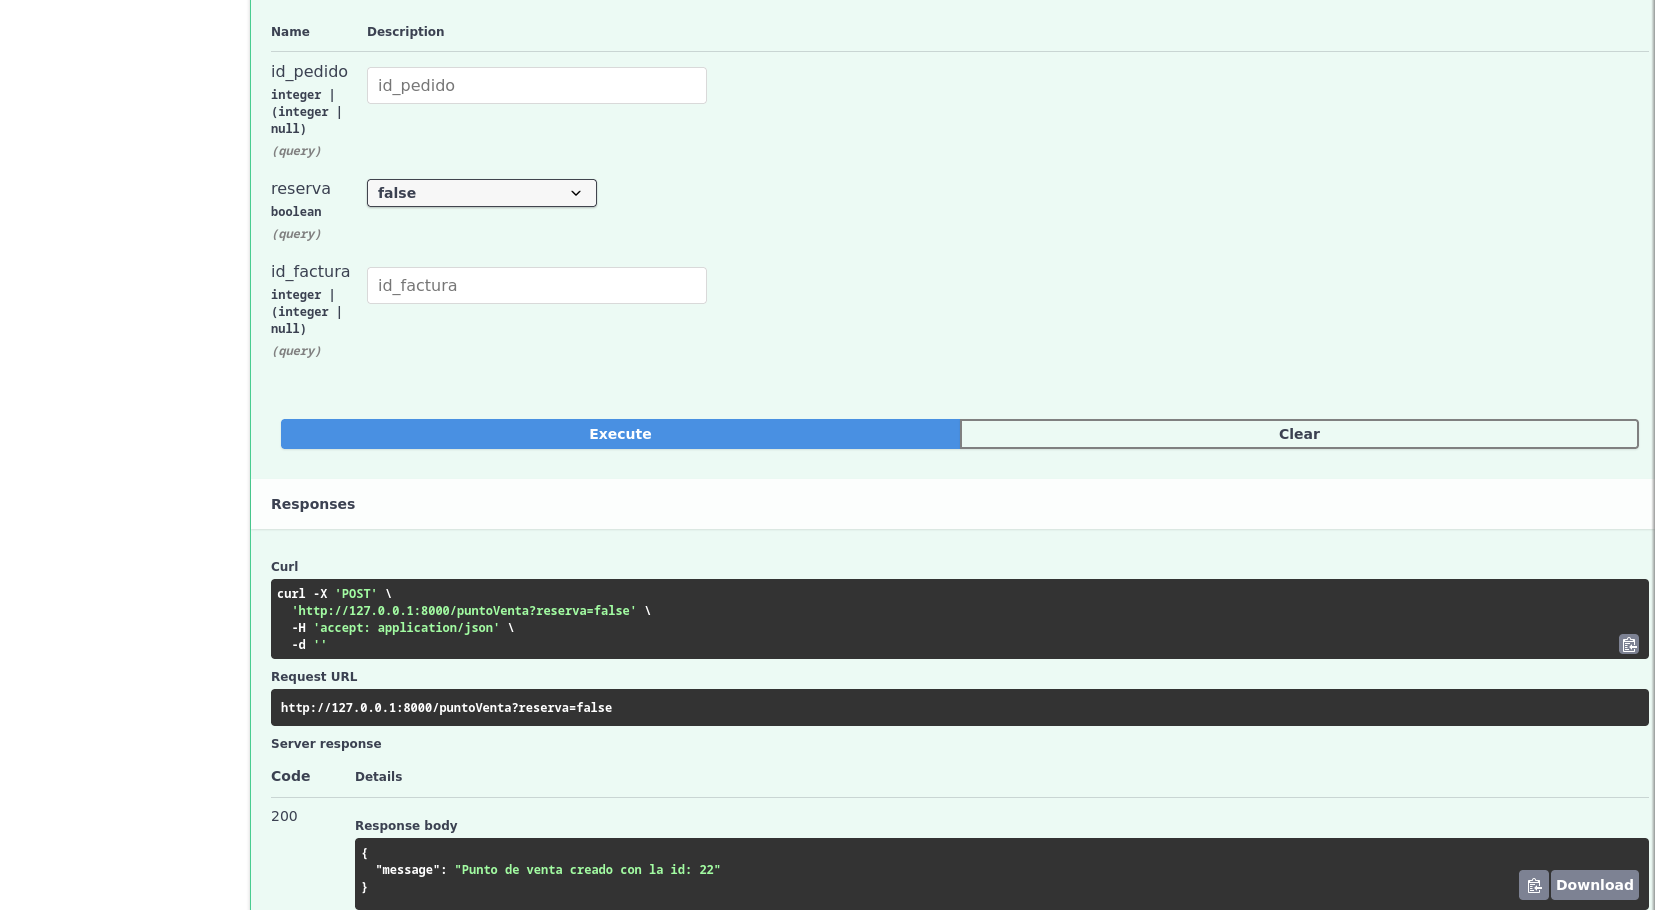 Name Description
id_pedido
integer |
(integer |
null)
(query)
id_pedido
reserva
boolean
(query)
false
id_factura
integer |
(integer |
null)
(query)
id_factura
Execute Clear
Responses
Curl
curl -X 'POST' \
'http://127.0.0.1:8000/puntoVenta?reserva=false' \
-H 'accept: application/json' \
-d ''
Request URL
http://127.0.0.1:8000/puntoVenta?reserva=false
Server response
Code Details
200
Response body
{
"message": "Punto de venta creado con la id: 22"
}
Download